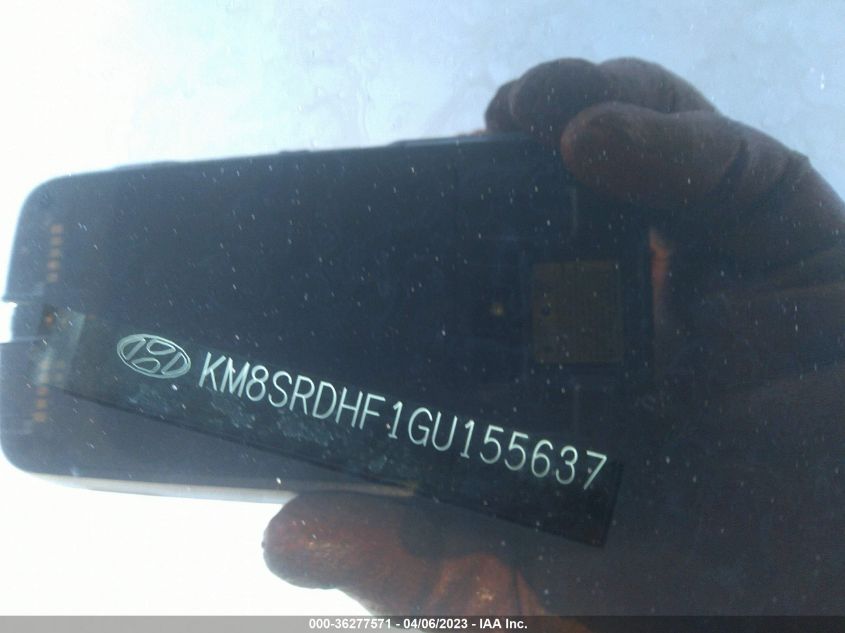 KM8SRDHF1GU155637
000-36277571 - 04/06/2023 - IAA Inc.